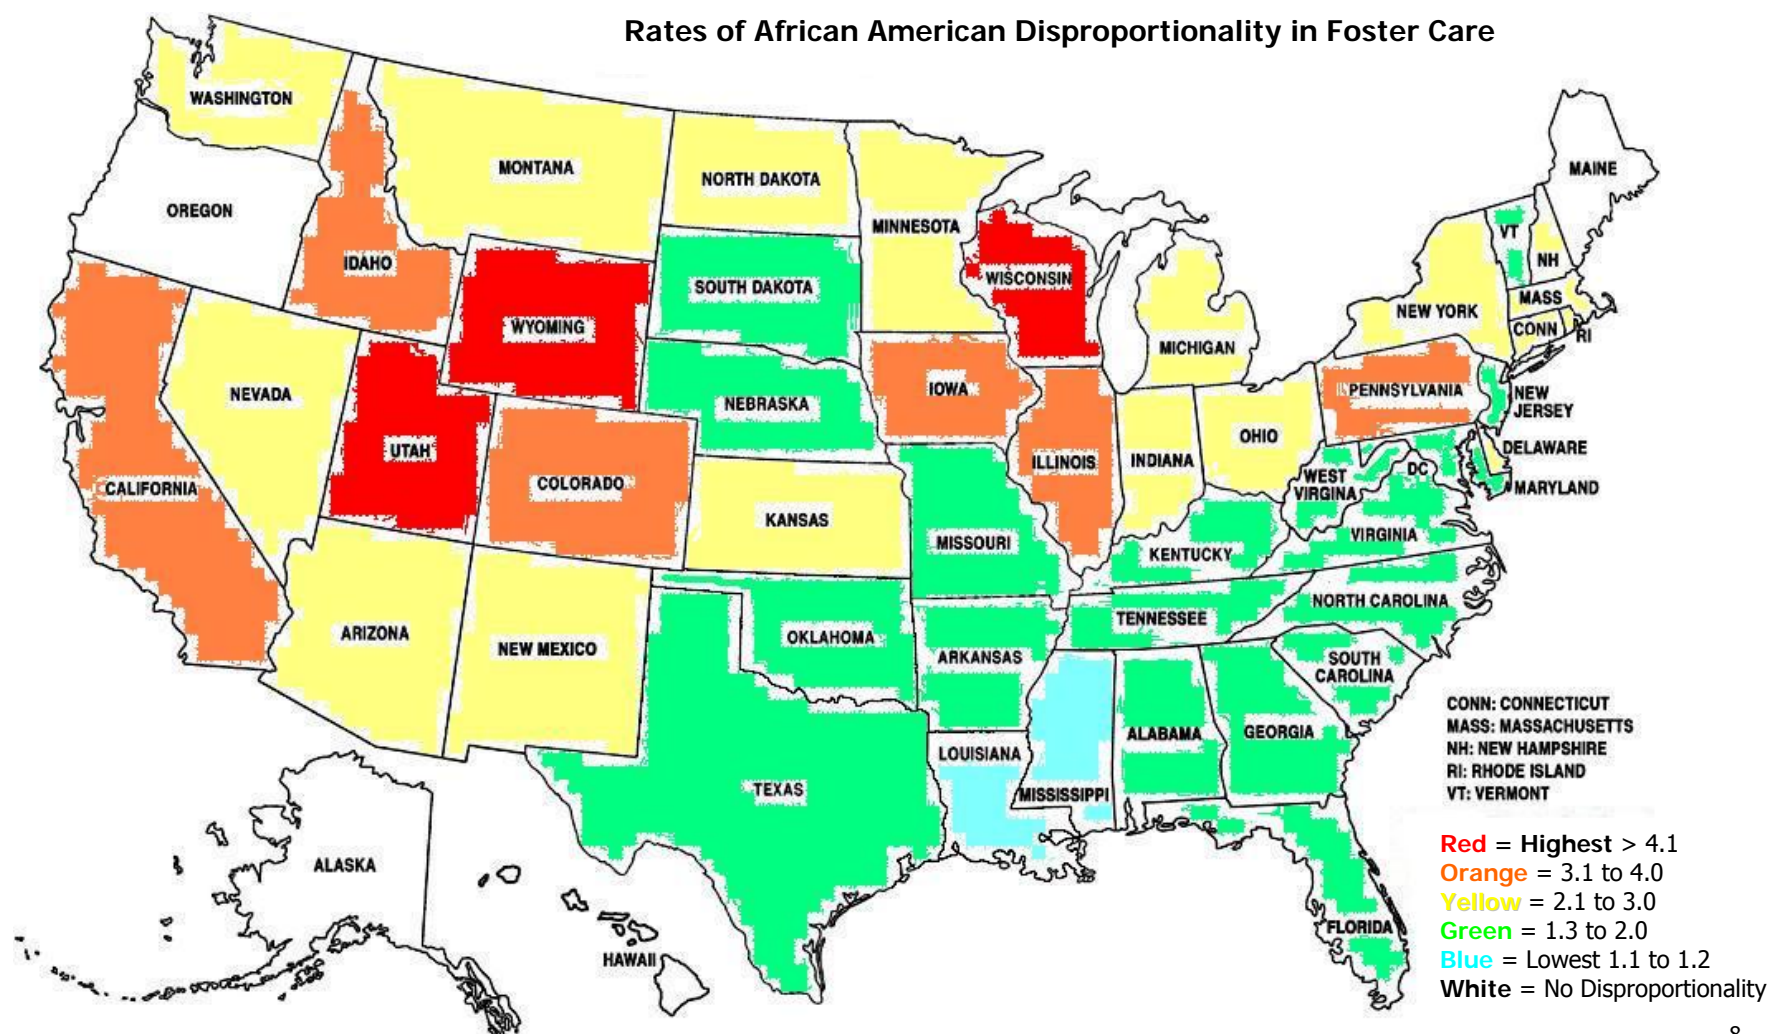 Rates of African American Disproportionality in Foster Care
WASHINGTON
MONTANA
NORTH DAKOTA
MINNESOTA
MAINE
OREGON
IDAHO
WYOMING
SOUTH DAKOTA
WISCONSIN
MICHIGAN
VT
NH
NEW YORK
MASS
CONN
RI
NEVADA
UTAH
NEBRASKA
IOWA
PENNSYLVANIA
NEW
JERSEY
CALIFORNIA
COLORADO
KANSAS
ILLINOIS
INDIANA
OHIO
DELAWARE
WEST
VIRGINA
DC
MARYLAND
MISSOURI
KENTUCKY
VIRGINIA
ARIZONA
NEW MEXICO
OKLAHOMA
ARKANSAS
TENNESSEE
NORTH CAROLINA
SOUTH
CAROLINA
TEXAS
LOUISIANA
MISSISSIPPI
ALABAMA
GEORGIA
FLORIDA
ALASKA
HAWAII
CONN: CONNECTICUT
MASS: MASSACHUSETTS
NH: NEW HAMPSHIRE
RI: RHODE ISLAND
VT: VERMONT
Red = Highest > 4.1
Orange = 3.1 to 4.0
Yellow = 2.1 to 3.0
Green = 1.3 to 2.0
Blue = Lowest 1.1 to 1.2
White = No Disproportionality
8